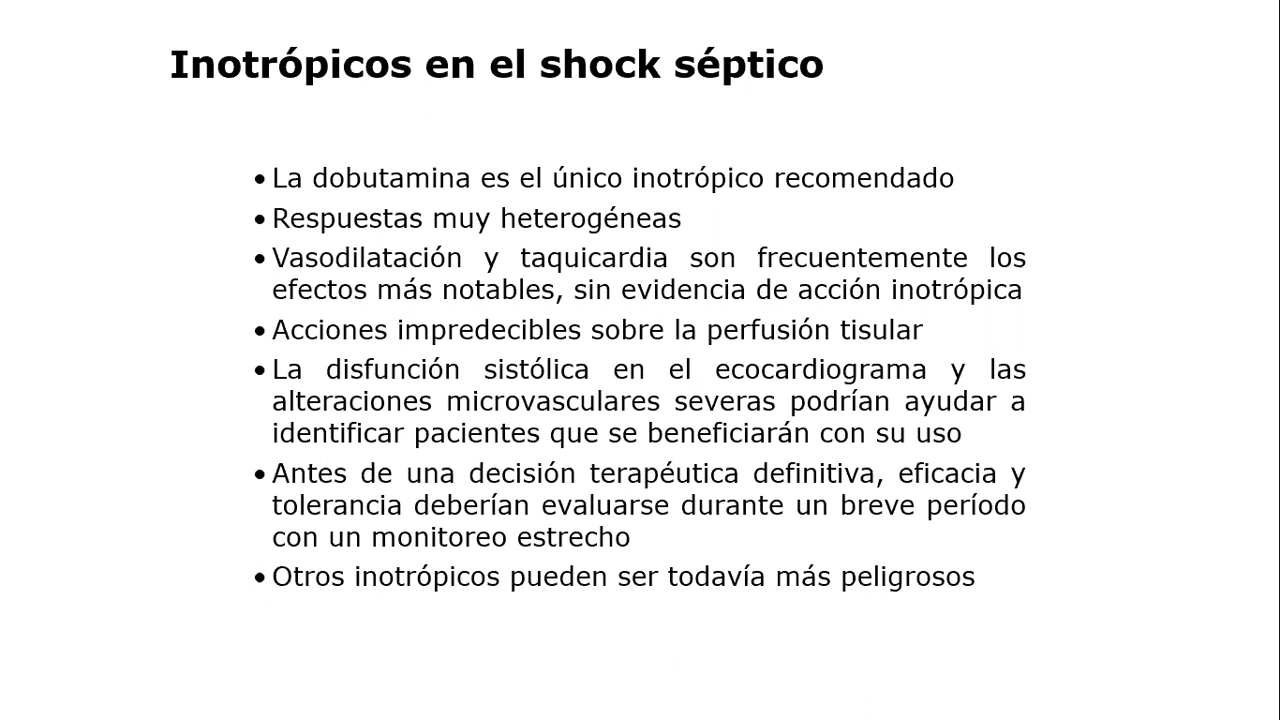 Inotrópicos en el shock séptico
• La dobutamina es el único inotrópico recomendado
• Respuestas muy heterogéneas
• Vasodilatación y taquicardia son frecuentemente los
efectos más notables, sin evidencia de acción inotrópica
• Acciones impredecibles sobre la perfusión tisular
• La disfunción sistólica en el ecocardiograma y las
alteraciones microvasculares severas podrían ayudar a
identificar pacientes que se beneficiarán con su uso
• Antes de una decisión terapéutica definitiva, eficacia y
tolerancia deberían evaluarse durante un breve período
con un monitoreo estrecho
• Otros inotrópicos pueden ser todavía más peligrosos